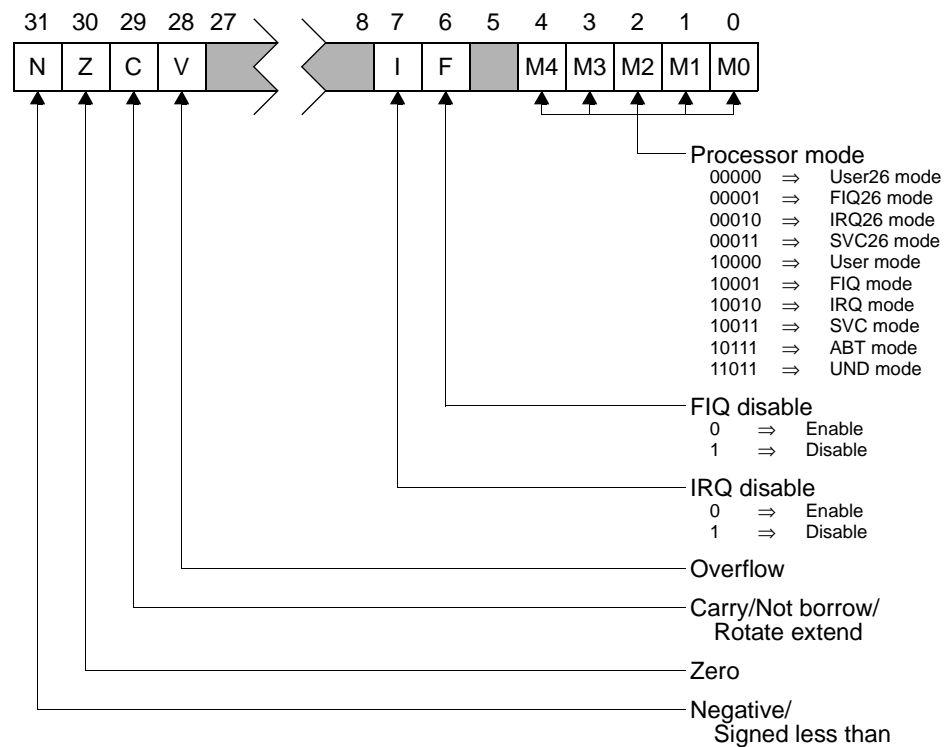 31 30 29 28 27 8 7 6 5 4 3 2 1 0
N Z C V I F M4 M3 M2 M1 M0
Processor mode
00000 ⇒ User26 mode
00001 ⇒ FIQ26 mode
00010 ⇒ IRQ26 mode
00011 ⇒ SVC26 mode
10000 ⇒ User mode
10001 ⇒ FIQ mode
10010 ⇒ IRQ mode
10011 ⇒ SVC mode
10111 ⇒ ABT mode
11011 ⇒ UND mode
FIQ disable
0 ⇒ Enable
1 ⇒ Disable
IRQ disable
0 ⇒ Enable
1 ⇒ Disable
Overflow
Carry/Not borrow/
Rotate extend
Zero
Negative/
Signed less than